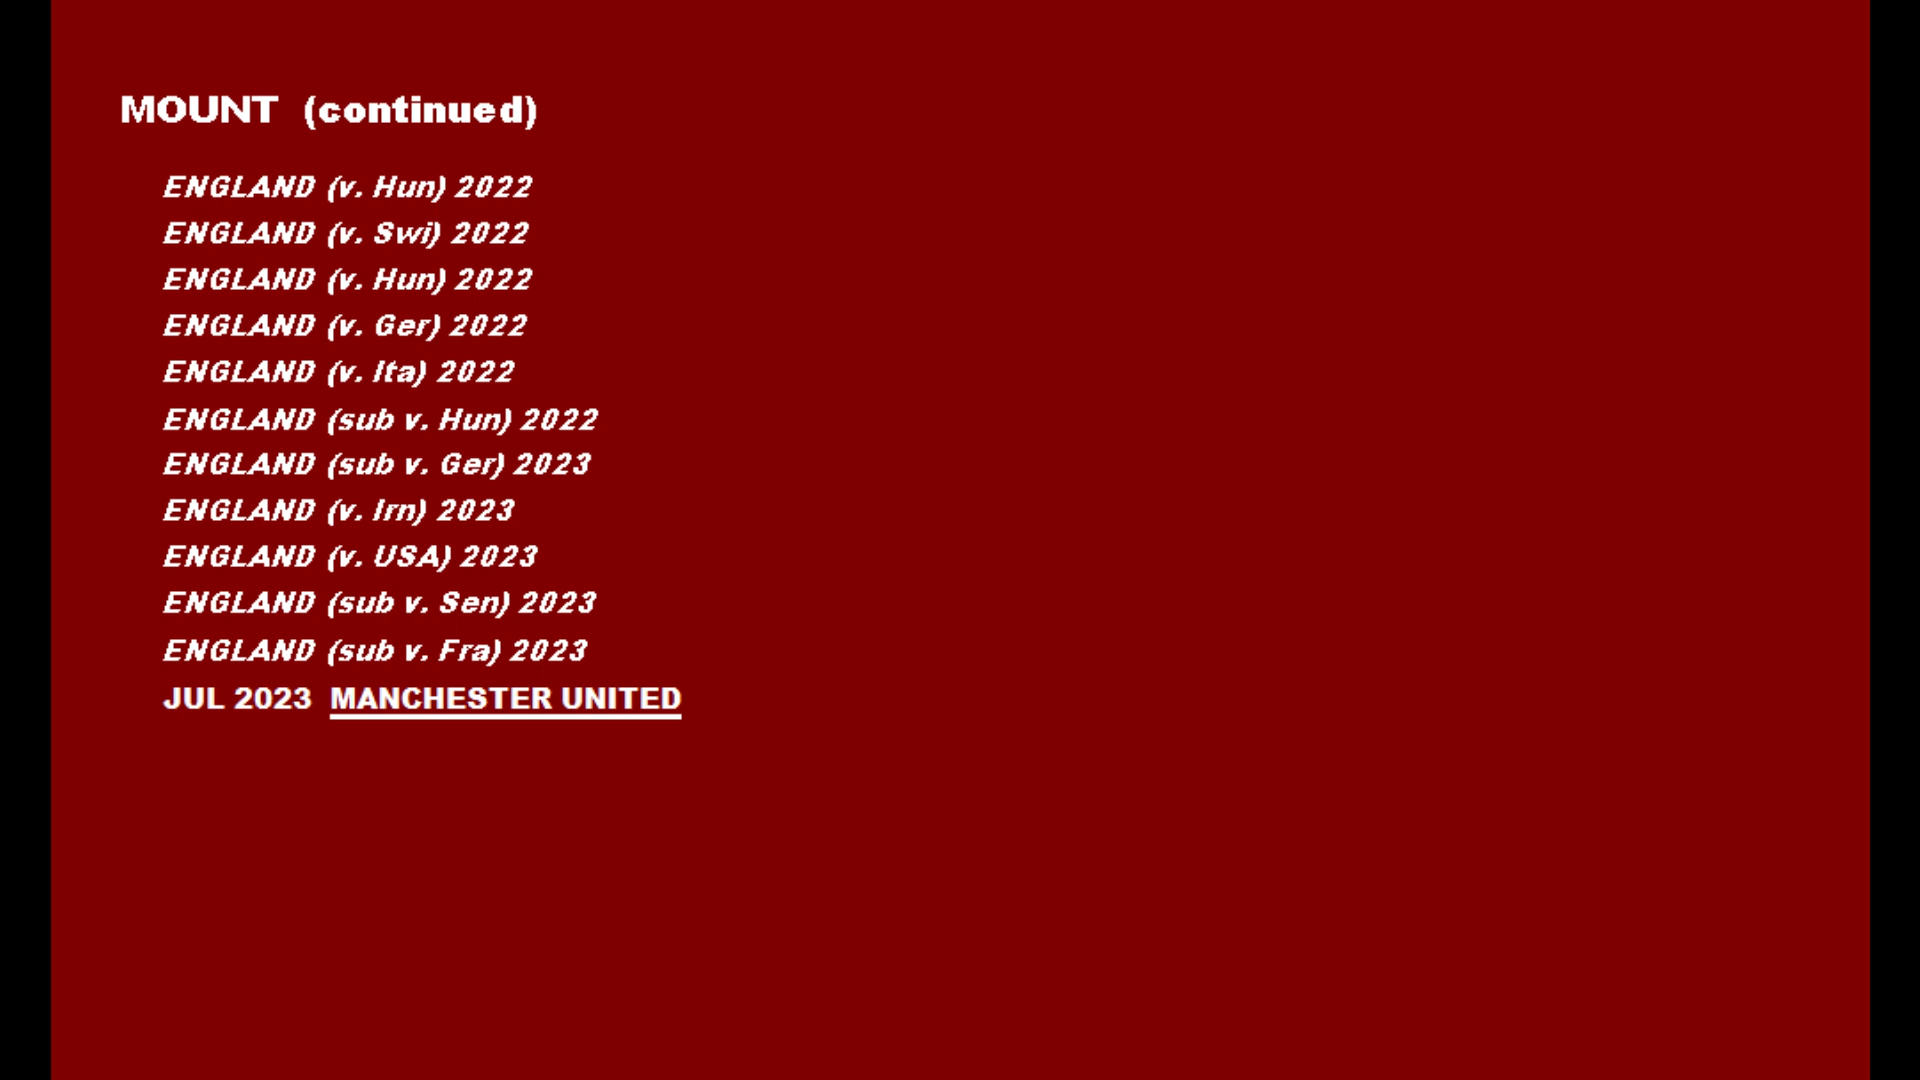 MOUNT (continued)
ENGLAND (v. Hun) 2022
ENGLAND (v. Swi) 2022
ENGLAND (v. Hun) 2022
ENGLAND (v. Ger) 2022
ENGLAND (v. Ita) 2022
ENGLAND (sub v. Hun) 2022
ENGLAND (sub v. Ger) 2023
ENGLAND (v. Irn) 2023
ENGLAND (v. USA) 2023
ENGLAND (sub v. Sen) 2023
ENGLAND (sub v. Fra) 2023
JUL 2023 MANCHESTER UNITED